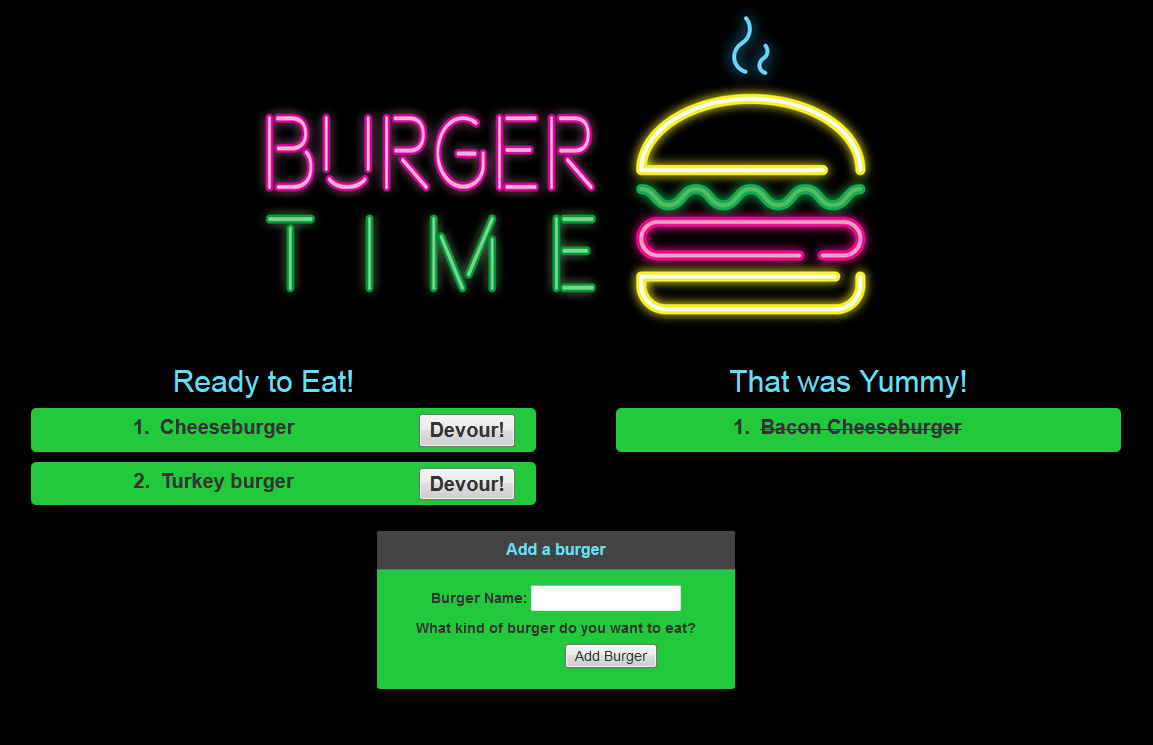 BURGER
TIME
Ready to Eat!
1. Cheeseburger Devour!
2. Turkey burger Devour!
That was Yummy!
1. Bacon Cheeseburger
Add a burger
Burger Name:
What kind of burger do you want to eat?
Add Burger